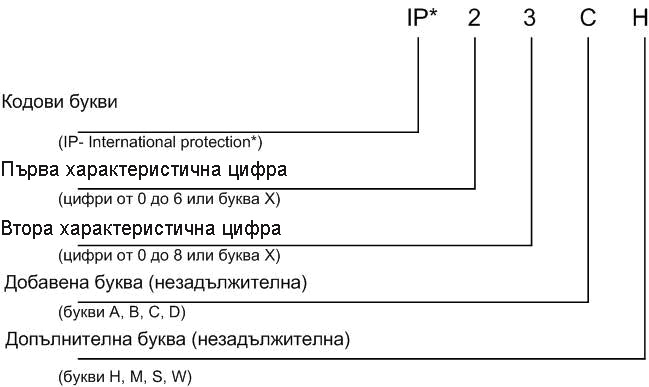 IP* 2 3 C H
Кодови букви
(IP- International protection*)
Първа характеристична цифра
(цифри от 0 до 6 или буква X)
Втора характеристична цифра
(цифри от 0 до 8 или буква X)
Добавена буква (незадължителна)
(букви A, B, C, D)
Допълнителна буква (незадължителна)
(букви H, M, S, W)